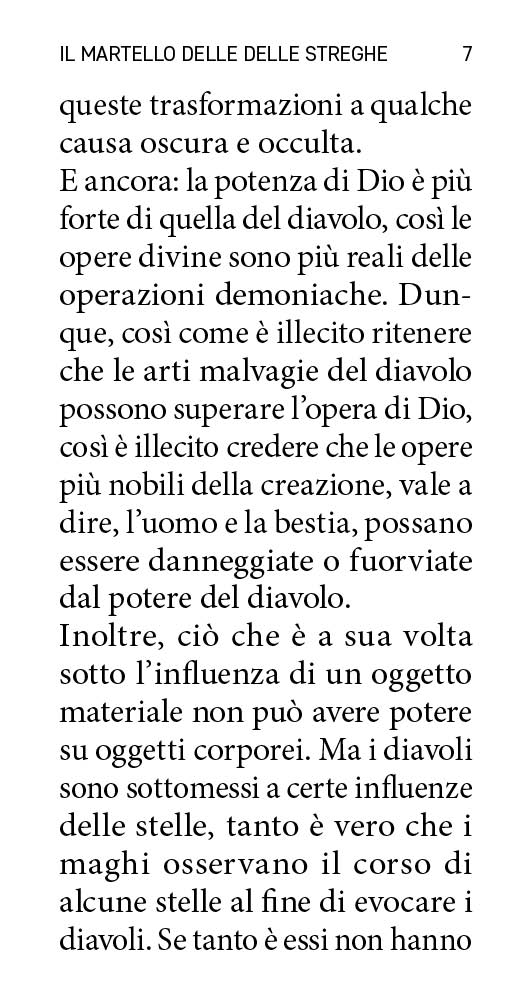 IL MARTELLO DELLE DELLE STREGHE 7
queste trasformazioni a qualche
causa oscura e occulta.
E ancora: la potenza di Dio è più
forte di quella del diavolo, così le
opere divine sono più reali delle
operazioni demoniache. Dun-
que, così come è illecito ritenere
che le arti malvagie del diavolo
possono superare l’opera di Dio,
così è illecito credere che le opere
più nobili della creazione, vale a
dire, l’uomo e la bestia, possano
essere danneggiate o fuorviate
dal potere del diavolo.
Inoltre, ciò che è a sua volta
sotto l’influenza di un oggetto
materiale non può avere potere
su oggetti corporei. Ma i diavoli
sono sottomessi a certe influenze
delle stelle, tanto è vero che i
maghi osservano il corso di
alcune stelle al fine di evocare i
diavoli. Se tanto è essi non hanno